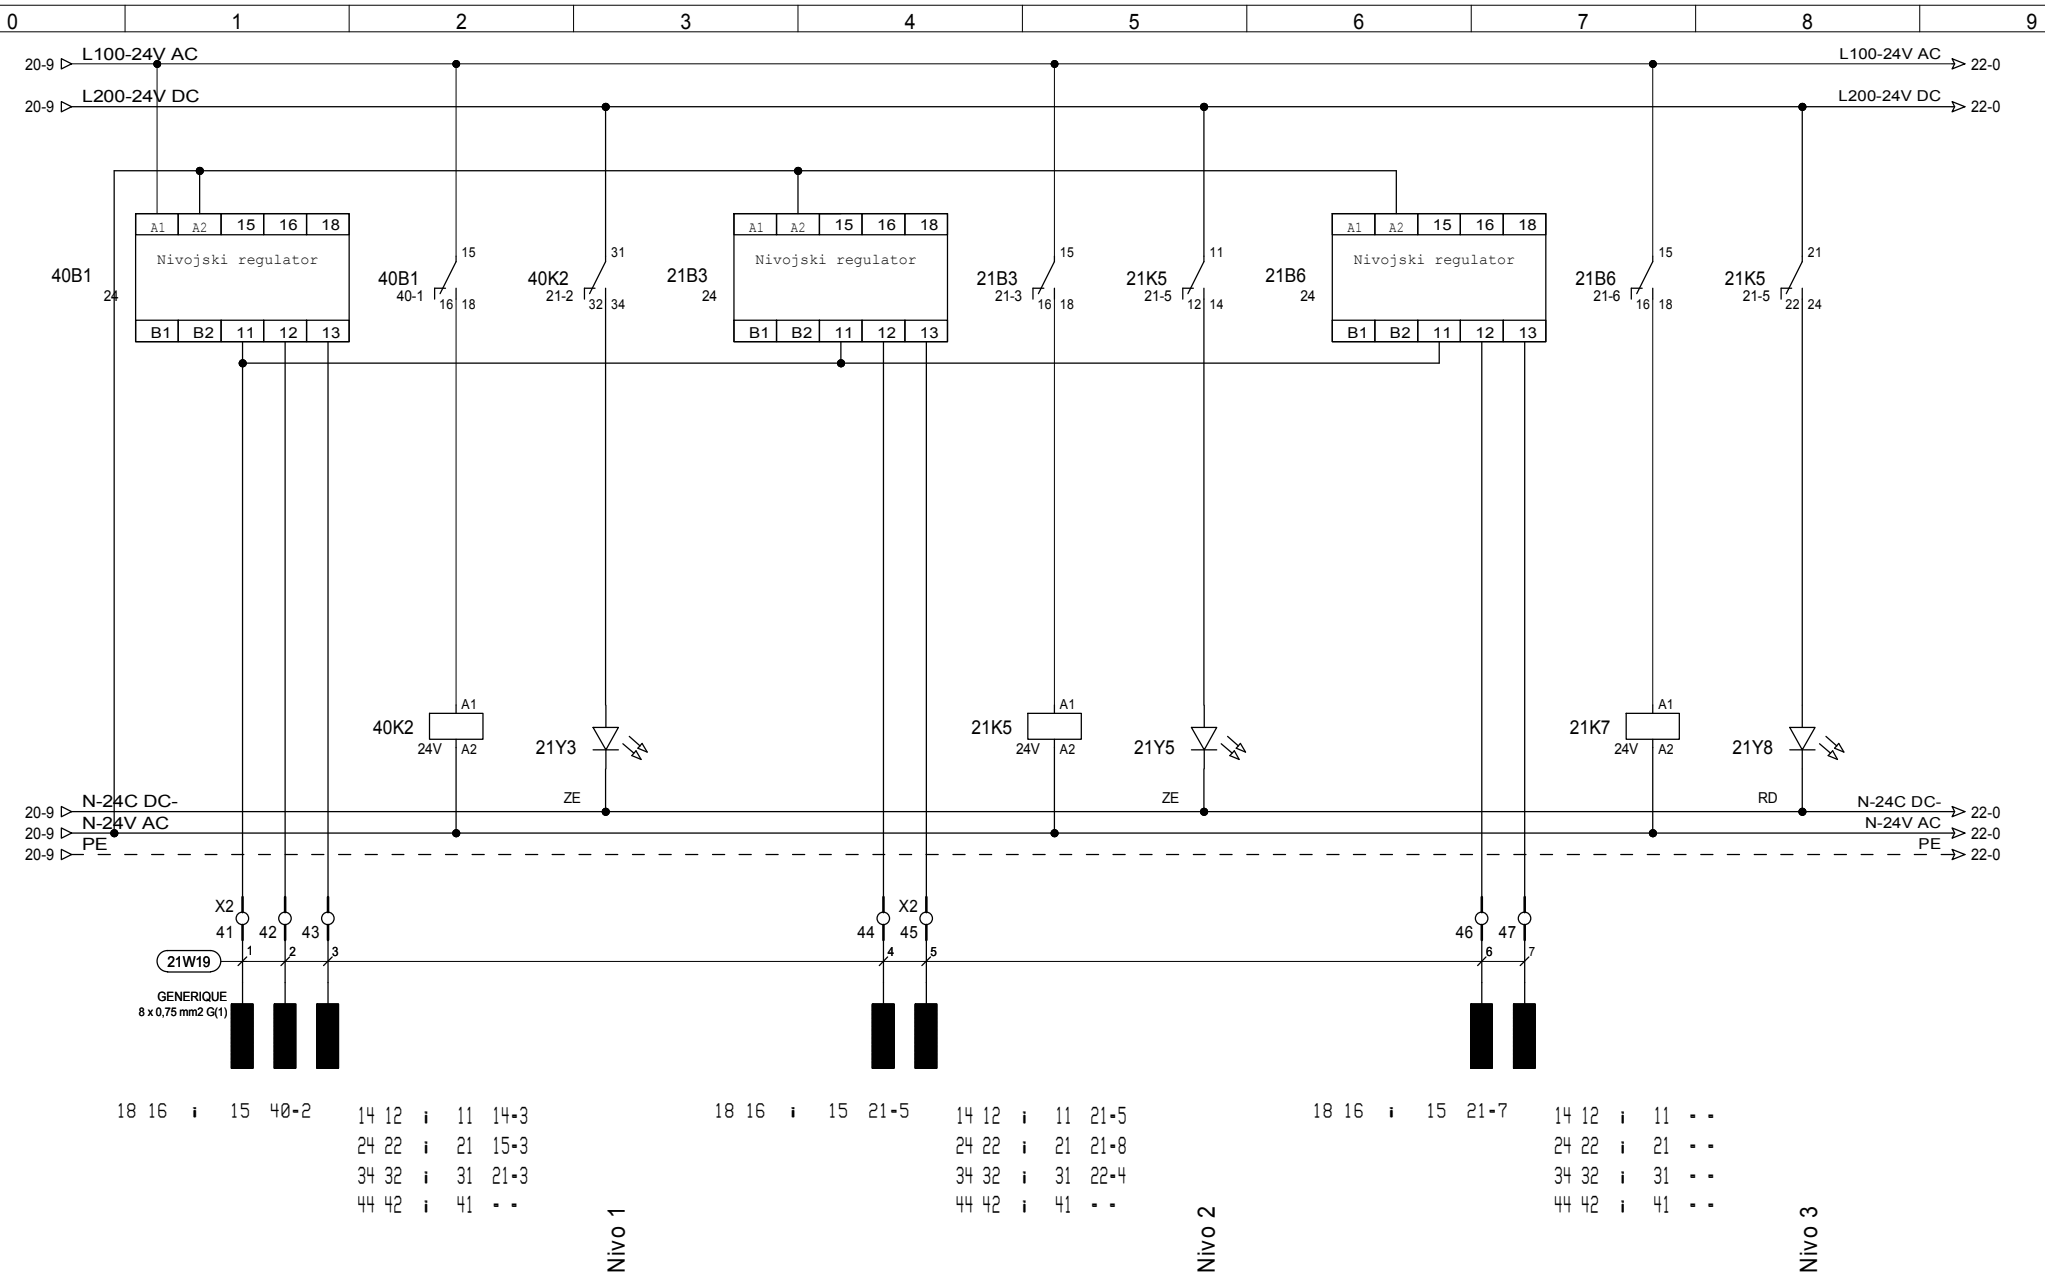 0 1 2 3 4 5 6 7 8 9
20-9 L100-24V AC L100-24V AC 22-0
20-9 L200-24V DC L200-24V DC 22-0
A1 A2 15 16 18
Nivojski regulator
40B1
24
B1 B2 11 12 13
15
40B1
40-1
16 18
31
40K2
21-2
32 34
A1 A2 15 16 18
Nivojski regulator
21B3
24
B1 B2 11 12 13
15
21B3
21-3
16 18
11
21K5
21-5
12 14
A1 A2 15 16 18
Nivojski regulator
21B6
24
B1 B2 11 12 13
15
21B6
21-6
16 18
21
21K5
21-5
22 24
A1
40K2
24V A2
21Y3
A1
21K5
24V A2
21Y5
A1
21K7
24V A2
21Y8
ZE ZE RD
20-9 N-24C DC- N-24C DC- 22-0
20-9 N-24V AC N-24V AC 22-0
20-9 PE PE 22-0
X2 X2
41 42 43 44 45 46 47
21W19 1 2 3 4 5 6 7
GENERIQUE
8 x 0,75 mm2 G(1)
18 16 i 15 40-2
14 12 i 11 14-3
24 22 i 21 15-3
34 32 i 31 21-3
44 42 i 41 - -
Nivo 1
18 16 i 15 21-5
14 12 i 11 21-5
24 22 i 21 21-8
34 32 i 31 22-4
44 42 i 41 - -
Nivo 2
18 16 i 15 21-7
14 12 i 11 - -
24 22 i 21 - -
34 32 i 31 - -
44 42 i 41 - -
Nivo 3